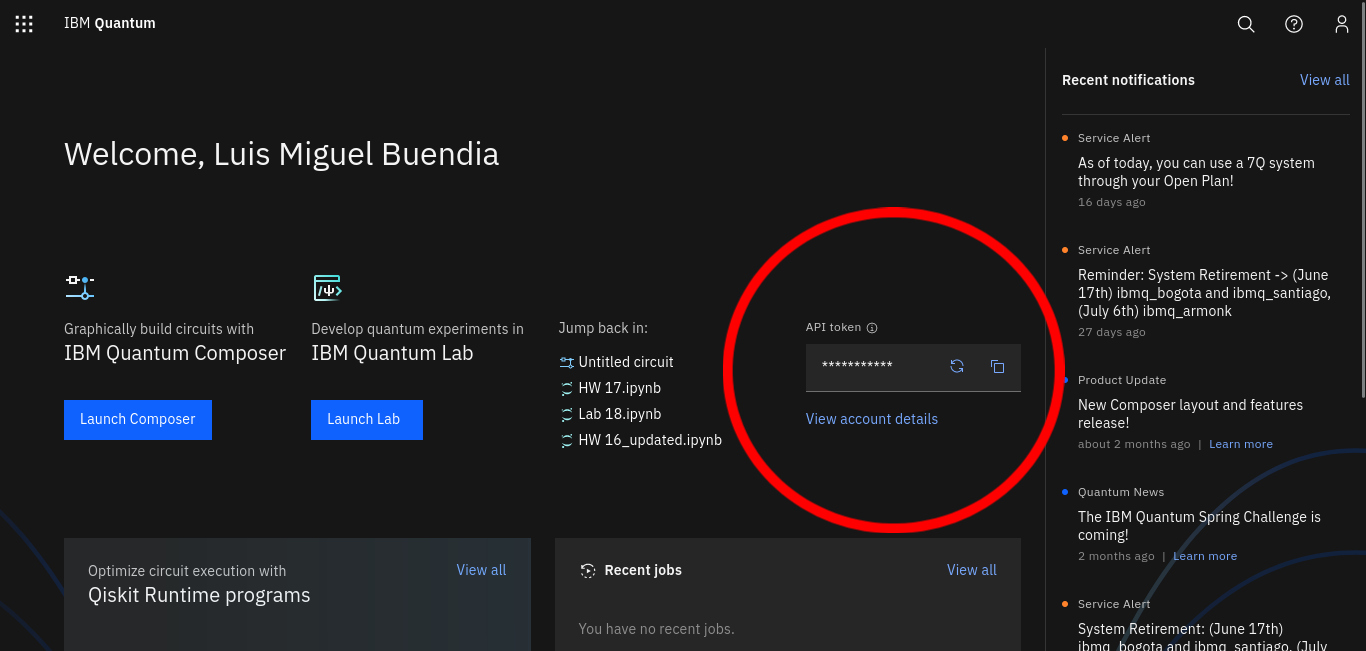 IBM Quantum
Welcome, Luis Miguel Buendia
Graphically build circuits with
IBM Quantum Composer
Launch Composer
Develop quantum experiments in
IBM Quantum Lab
Launch Lab
Jump back in:
Untitled circuit
HW 17.ipynb
Lab 18.ipynb
HW 16_updated.ipynb
API token
***********
View account details
Optimize circuit execution with
Qiskit Runtime programs
View all
Recent jobs
View all
You have no recent jobs.
Recent notifications
View all
Service Alert
As of today, you can use a 7Q system
through your Open Plan!
16 days ago
Service Alert
Reminder: System Retirement -> (June
17th) ibmq_bogota and ibmq_santiago,
(July 6th) ibmq_armonk
27 days ago
Product Update
New Composer layout and features
release!
about 2 months ago | Learn more
Quantum News
The IBM Quantum Spring Challenge is
coming!
2 months ago | Learn more
Service Alert
System Retirement: (June 17th)
ibmq_bogota and ibmq_santiago, (July